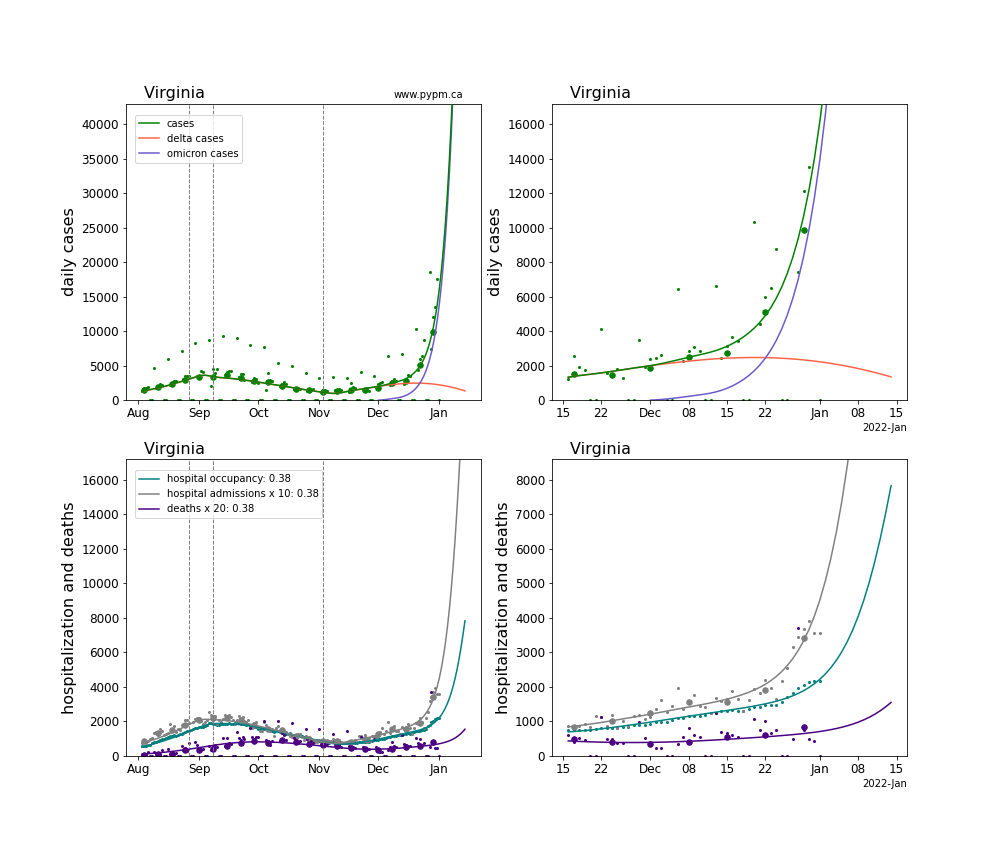 Virginia
www.pypm.ca
cases
delta cases
omicron cases
daily cases
40000
35000
30000
25000
20000
15000
10000
5000
0
Aug Sep Oct Nov Dec Jan
Virginia
daily cases
16000
14000
12000
10000
8000
6000
4000
2000
0
15 22 Dec 08 15 22 Jan 08 15
2022-Jan
Virginia
hospital occupancy: 0.38
hospital admissions x 10: 0.38
deaths x 20: 0.38
hospitalization and deaths
16000
14000
12000
10000
8000
6000
4000
2000
0
Aug Sep Oct Nov Dec Jan
Virginia
hospitalization and deaths
8000
7000
6000
5000
4000
3000
2000
1000
0
15 22 Dec 08 15 22 Jan 08 15
2022-Jan